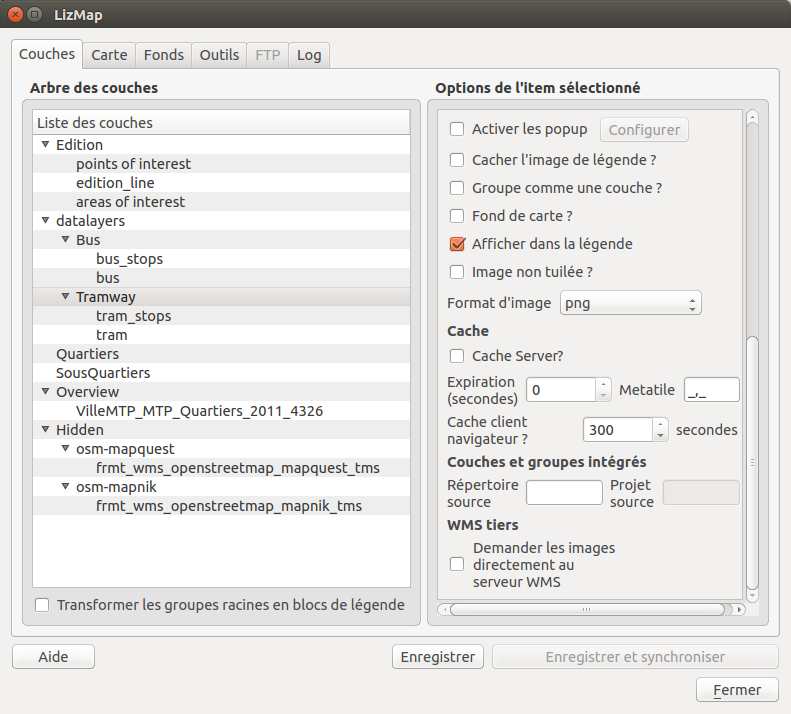 LizMap
Couches Carte Fonds Outils FTP Log
Arbre des couches
Liste des couches
Edition
points of interest
edition_line
areas of interest
datalayers
Bus
bus_stops
bus
Tramway
tram_stops
tram
Quartiers
SousQuartiers
Overview
VilleMTP_MTP_Quartiers_2011_4326
Hidden
osm-mapquest
frmt_wms_openstreetmap_mapquest_tms
osm-mapnik
frmt_wms_openstreetmap_mapnik_tms
Transformer les groupes racines en blocs de légende
Options de l'item sélectionné
Activer les popup Configurer
Cacher l'image de légende ?
Groupe comme une couche ?
Fond de carte ?
Afficher dans la légende
Image non tuilée ?
Format d'image png
Cache
Cache Server?
Expiration
(secondes) 0 Metatile _,_
Cache client
navigateur ? 300 secondes
Couches et groupes intégrés
Répertoire
source
Projet
source
WMS tiers
Demander les images
directement au
serveur WMS
Aide Enregistrer Enregistrer et synchroniser
Fermer